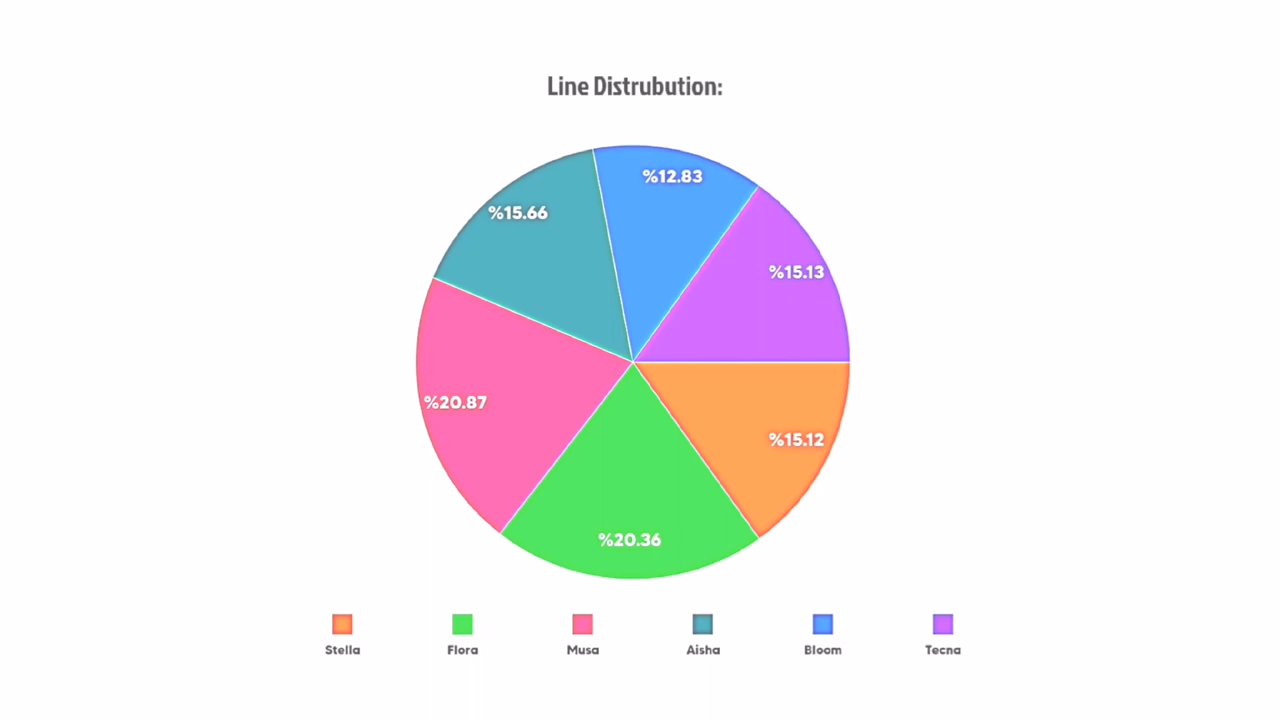 Line Distrubution:
%12.83
%15.66
%15.13
%20.87
%15.12
%20.36
Stella
Flora
Musa
Aisha
Bloom
Tecna